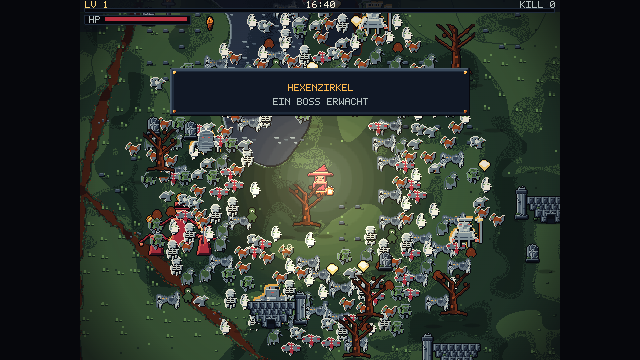 LV 1
16:40
KILL 0
HP
HEXENZIRKEL
EIN BOSS ERWACHT